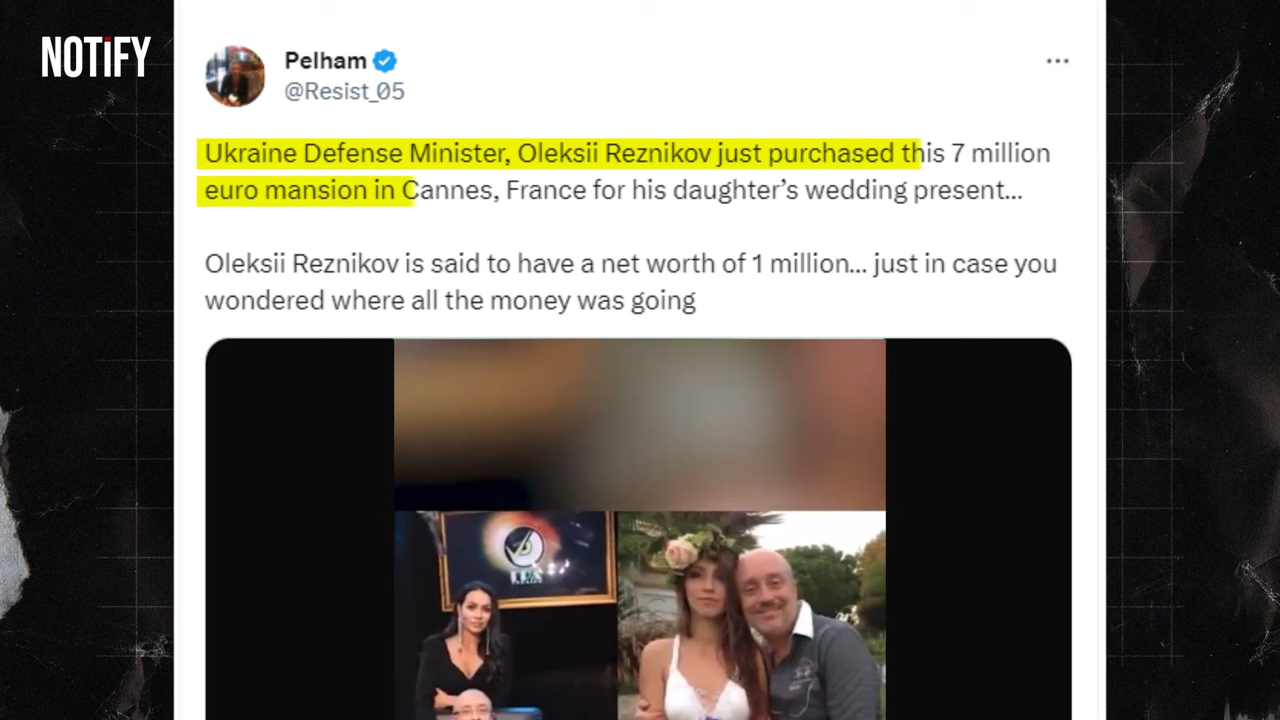 NOTiFY
Pelham
@Resist_05
Ukraine Defense Minister, Oleksii Reznikov just purchased this 7 million
euro mansion in Cannes, France for his daughter’s wedding present...
Oleksii Reznikov is said to have a net worth of 1 million... just in case you
wondered where all the money was going